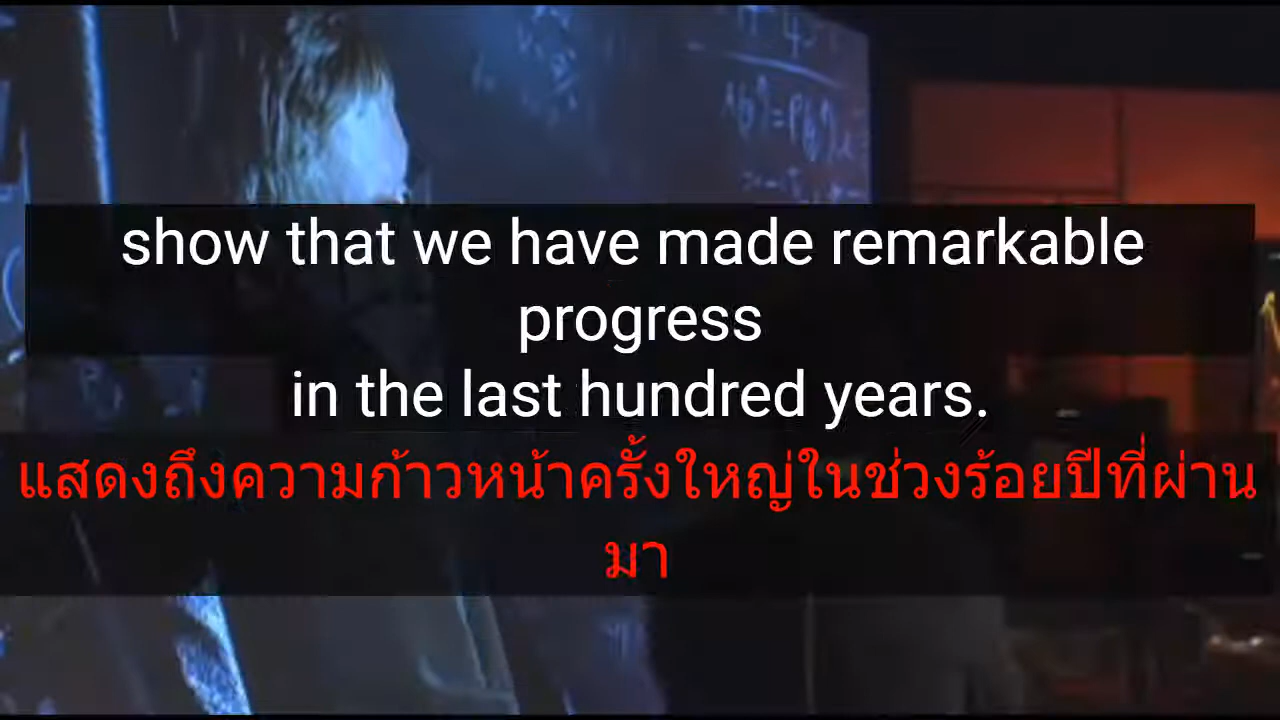 show that we have made remarkable
progress
in the last hundred years.
แสดงถึงความก้าวหน้าครั้งใหญ่ในช่วงร้อยปีที่ผ่าน
มา